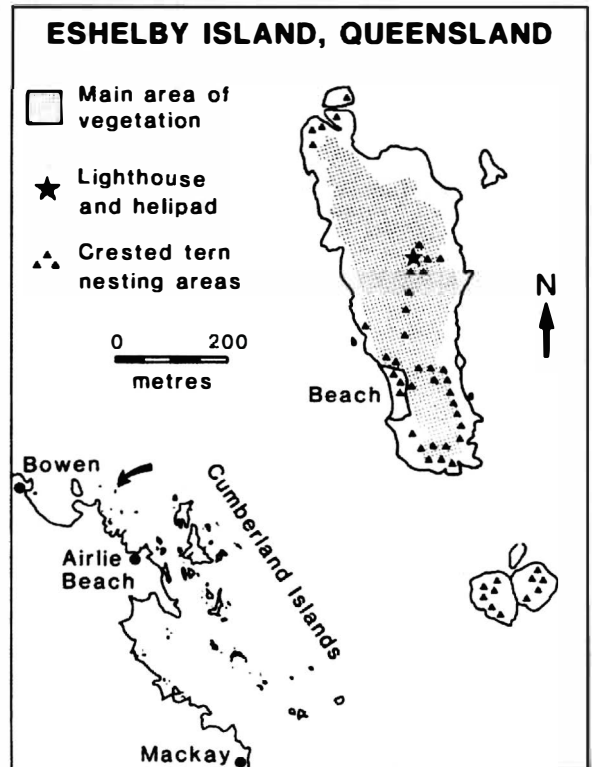 ESHELBY ISLAND, QUEENSLAND
Main area of
vegetation
Lighthouse
and helipad
Crested tern
nesting areas
0 200
metres
N
Beach
Bowen
Airlie
Beach
Cumberland Islands
Mackay